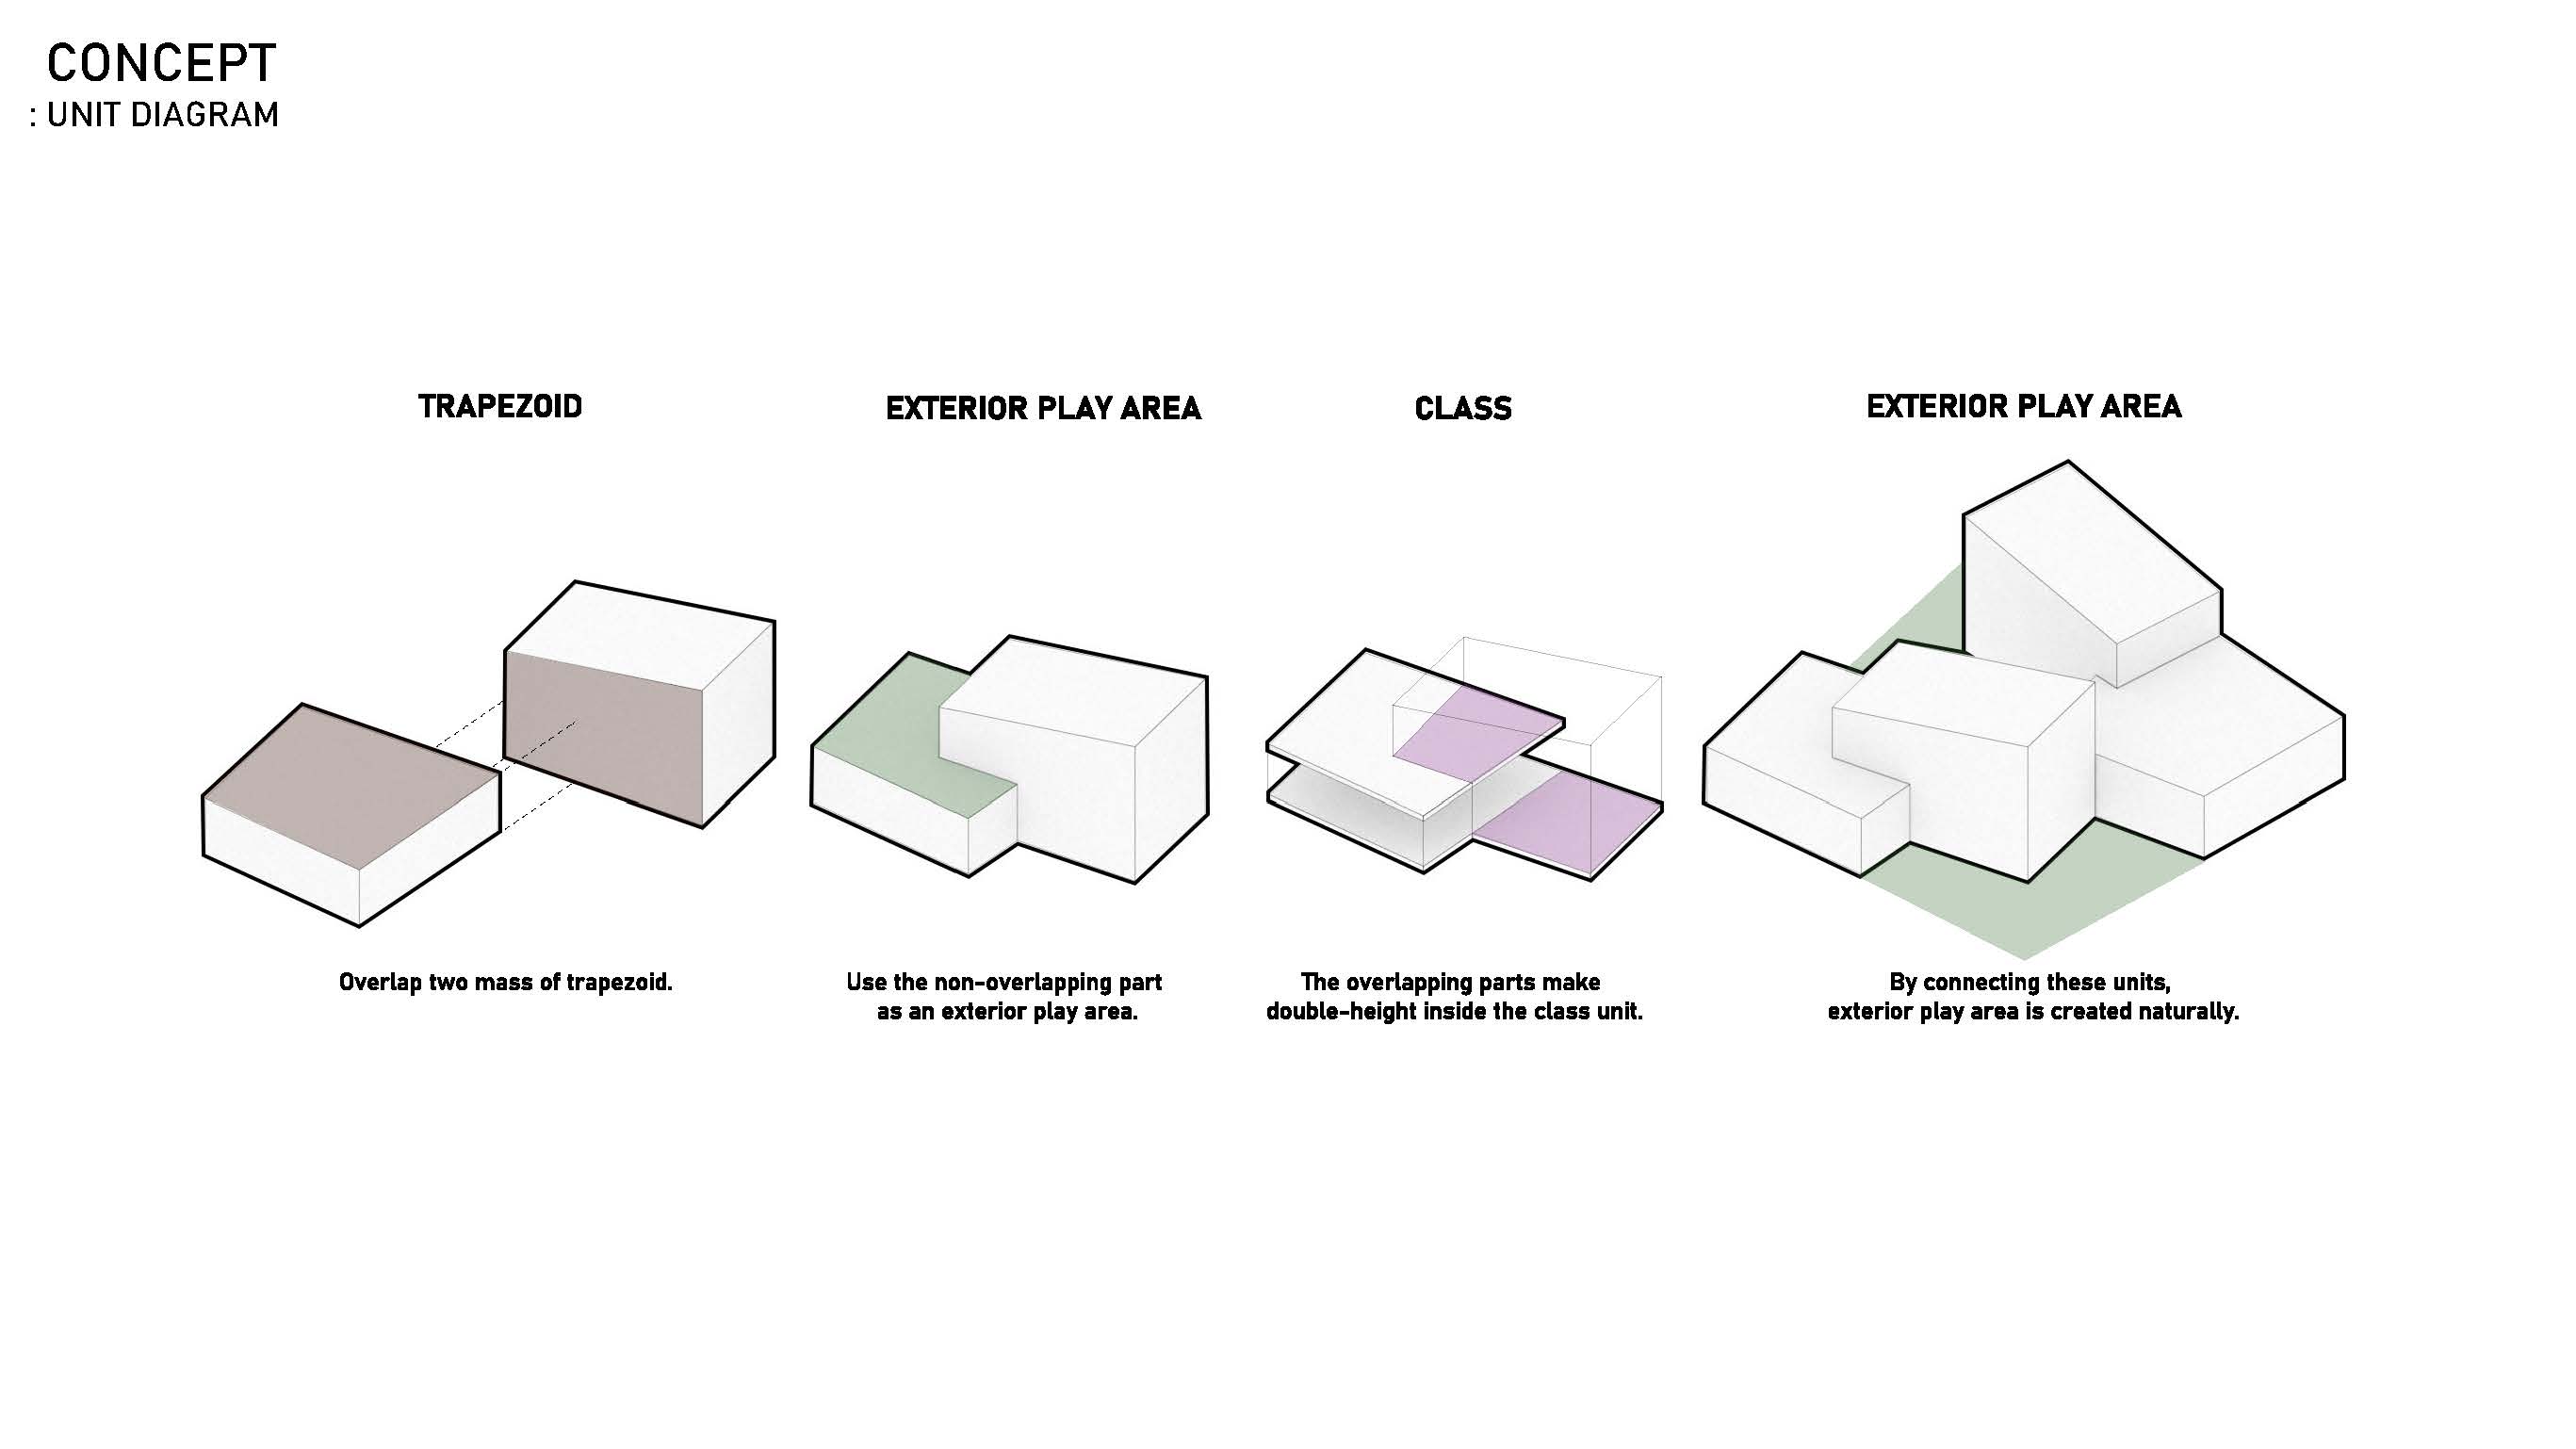 CONCEPT
: UNIT DIAGRAM
TRAPEZOID
Overlap two mass of trapezoid.
EXTERIOR PLAY AREA
Use the non-overlapping part
as an exterior play area.
CLASS
The overlapping parts make
double-height inside the class unit.
EXTERIOR PLAY AREA
By connecting these units,
exterior play area is created naturally.